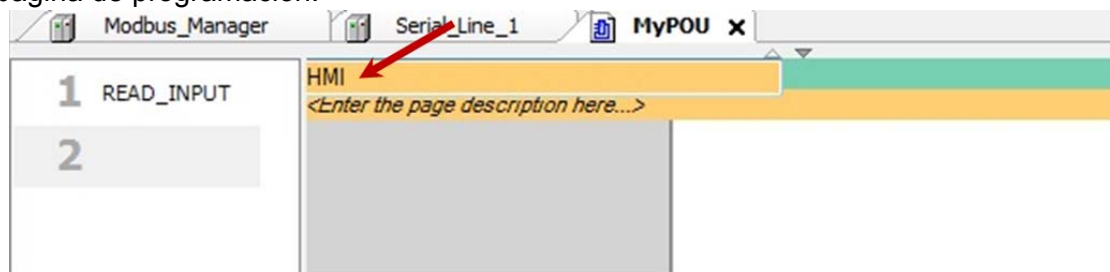 página de programación.
Modbus_Manager Serial_Line_1 MyPOU x
HMI
1 READ_INPUT
<Enter the page description here...>
2